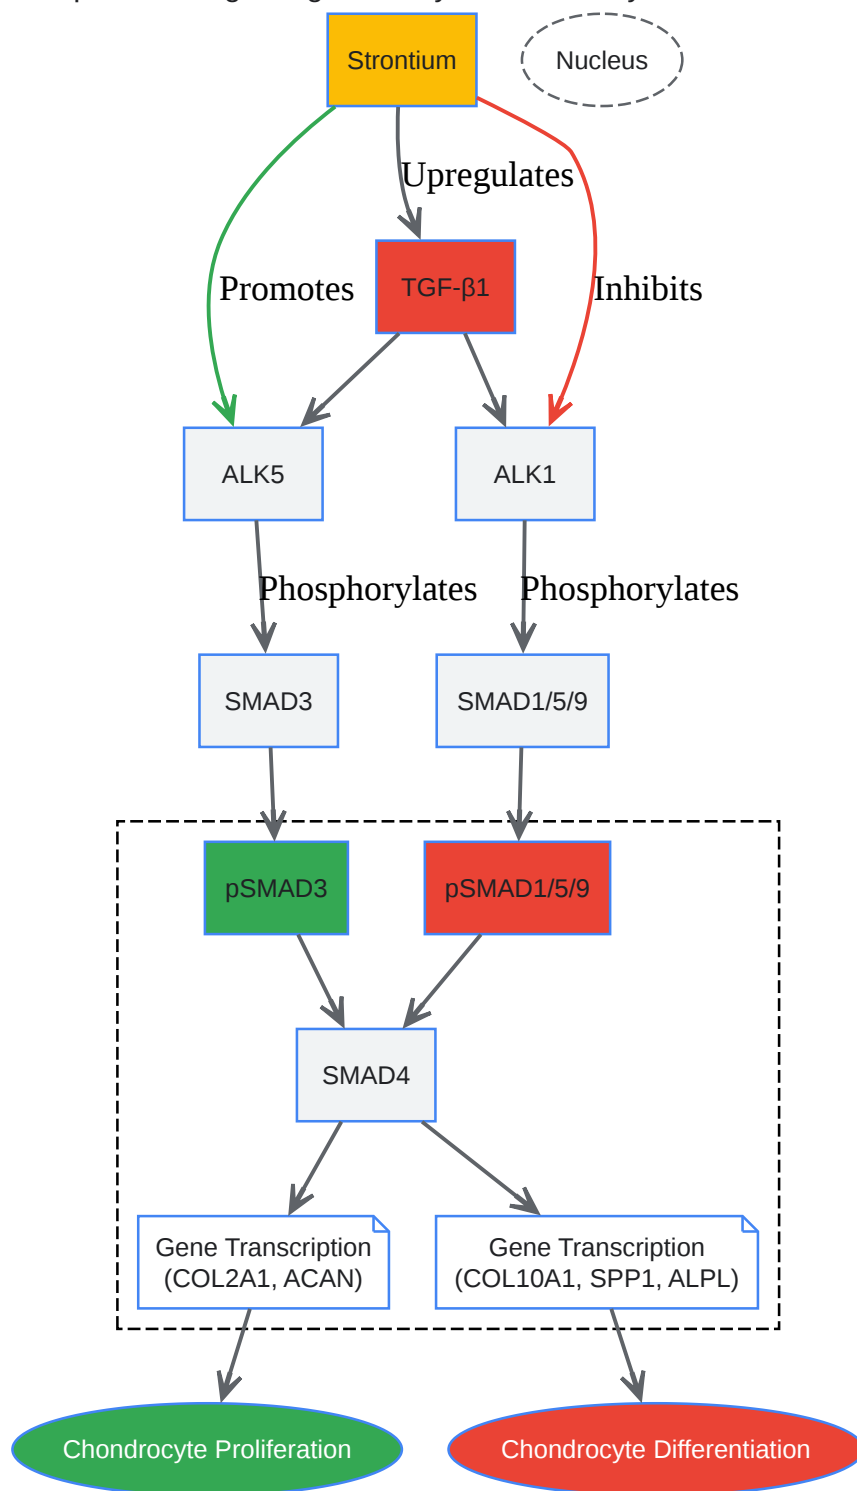 Strontium
Nucleus
Upregulates
Promotes
TGF-β1
Inhibits
ALK5
ALK1
Phosphorylates
Phosphorylates
SMAD3
SMAD1/5/9
pSMAD3
pSMAD1/5/9
SMAD4
Gene Transcription
(COL2A1, ACAN)
Gene Transcription
(COL10A1, SPP1, ALPL)
Chondrocyte Proliferation
Chondrocyte Differentiation